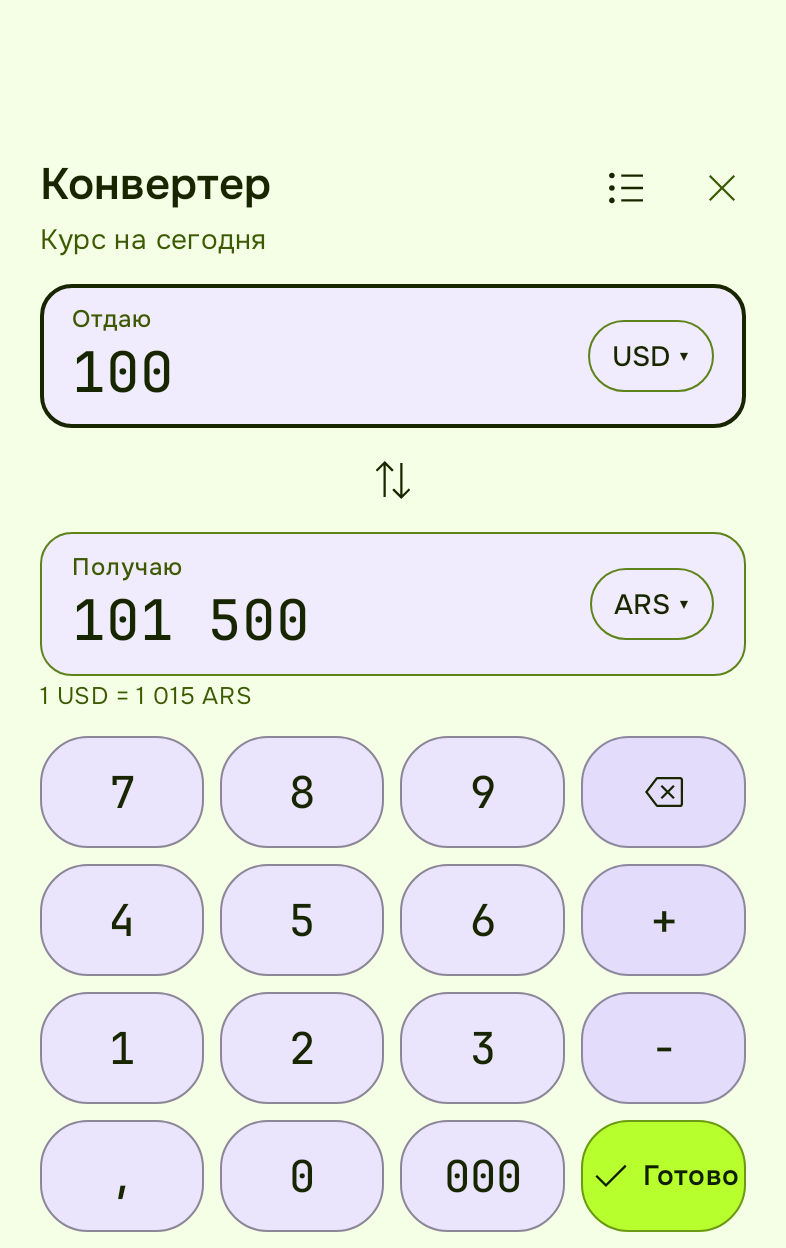 Конвертер
Курс на сегодня
Отдаю
100
USD ▾
Получаю
101 500
ARS ▾
1 USD = 1 015 ARS
7 8 9
4 5 6 +
1 2 3 -
, 0 000 Готово